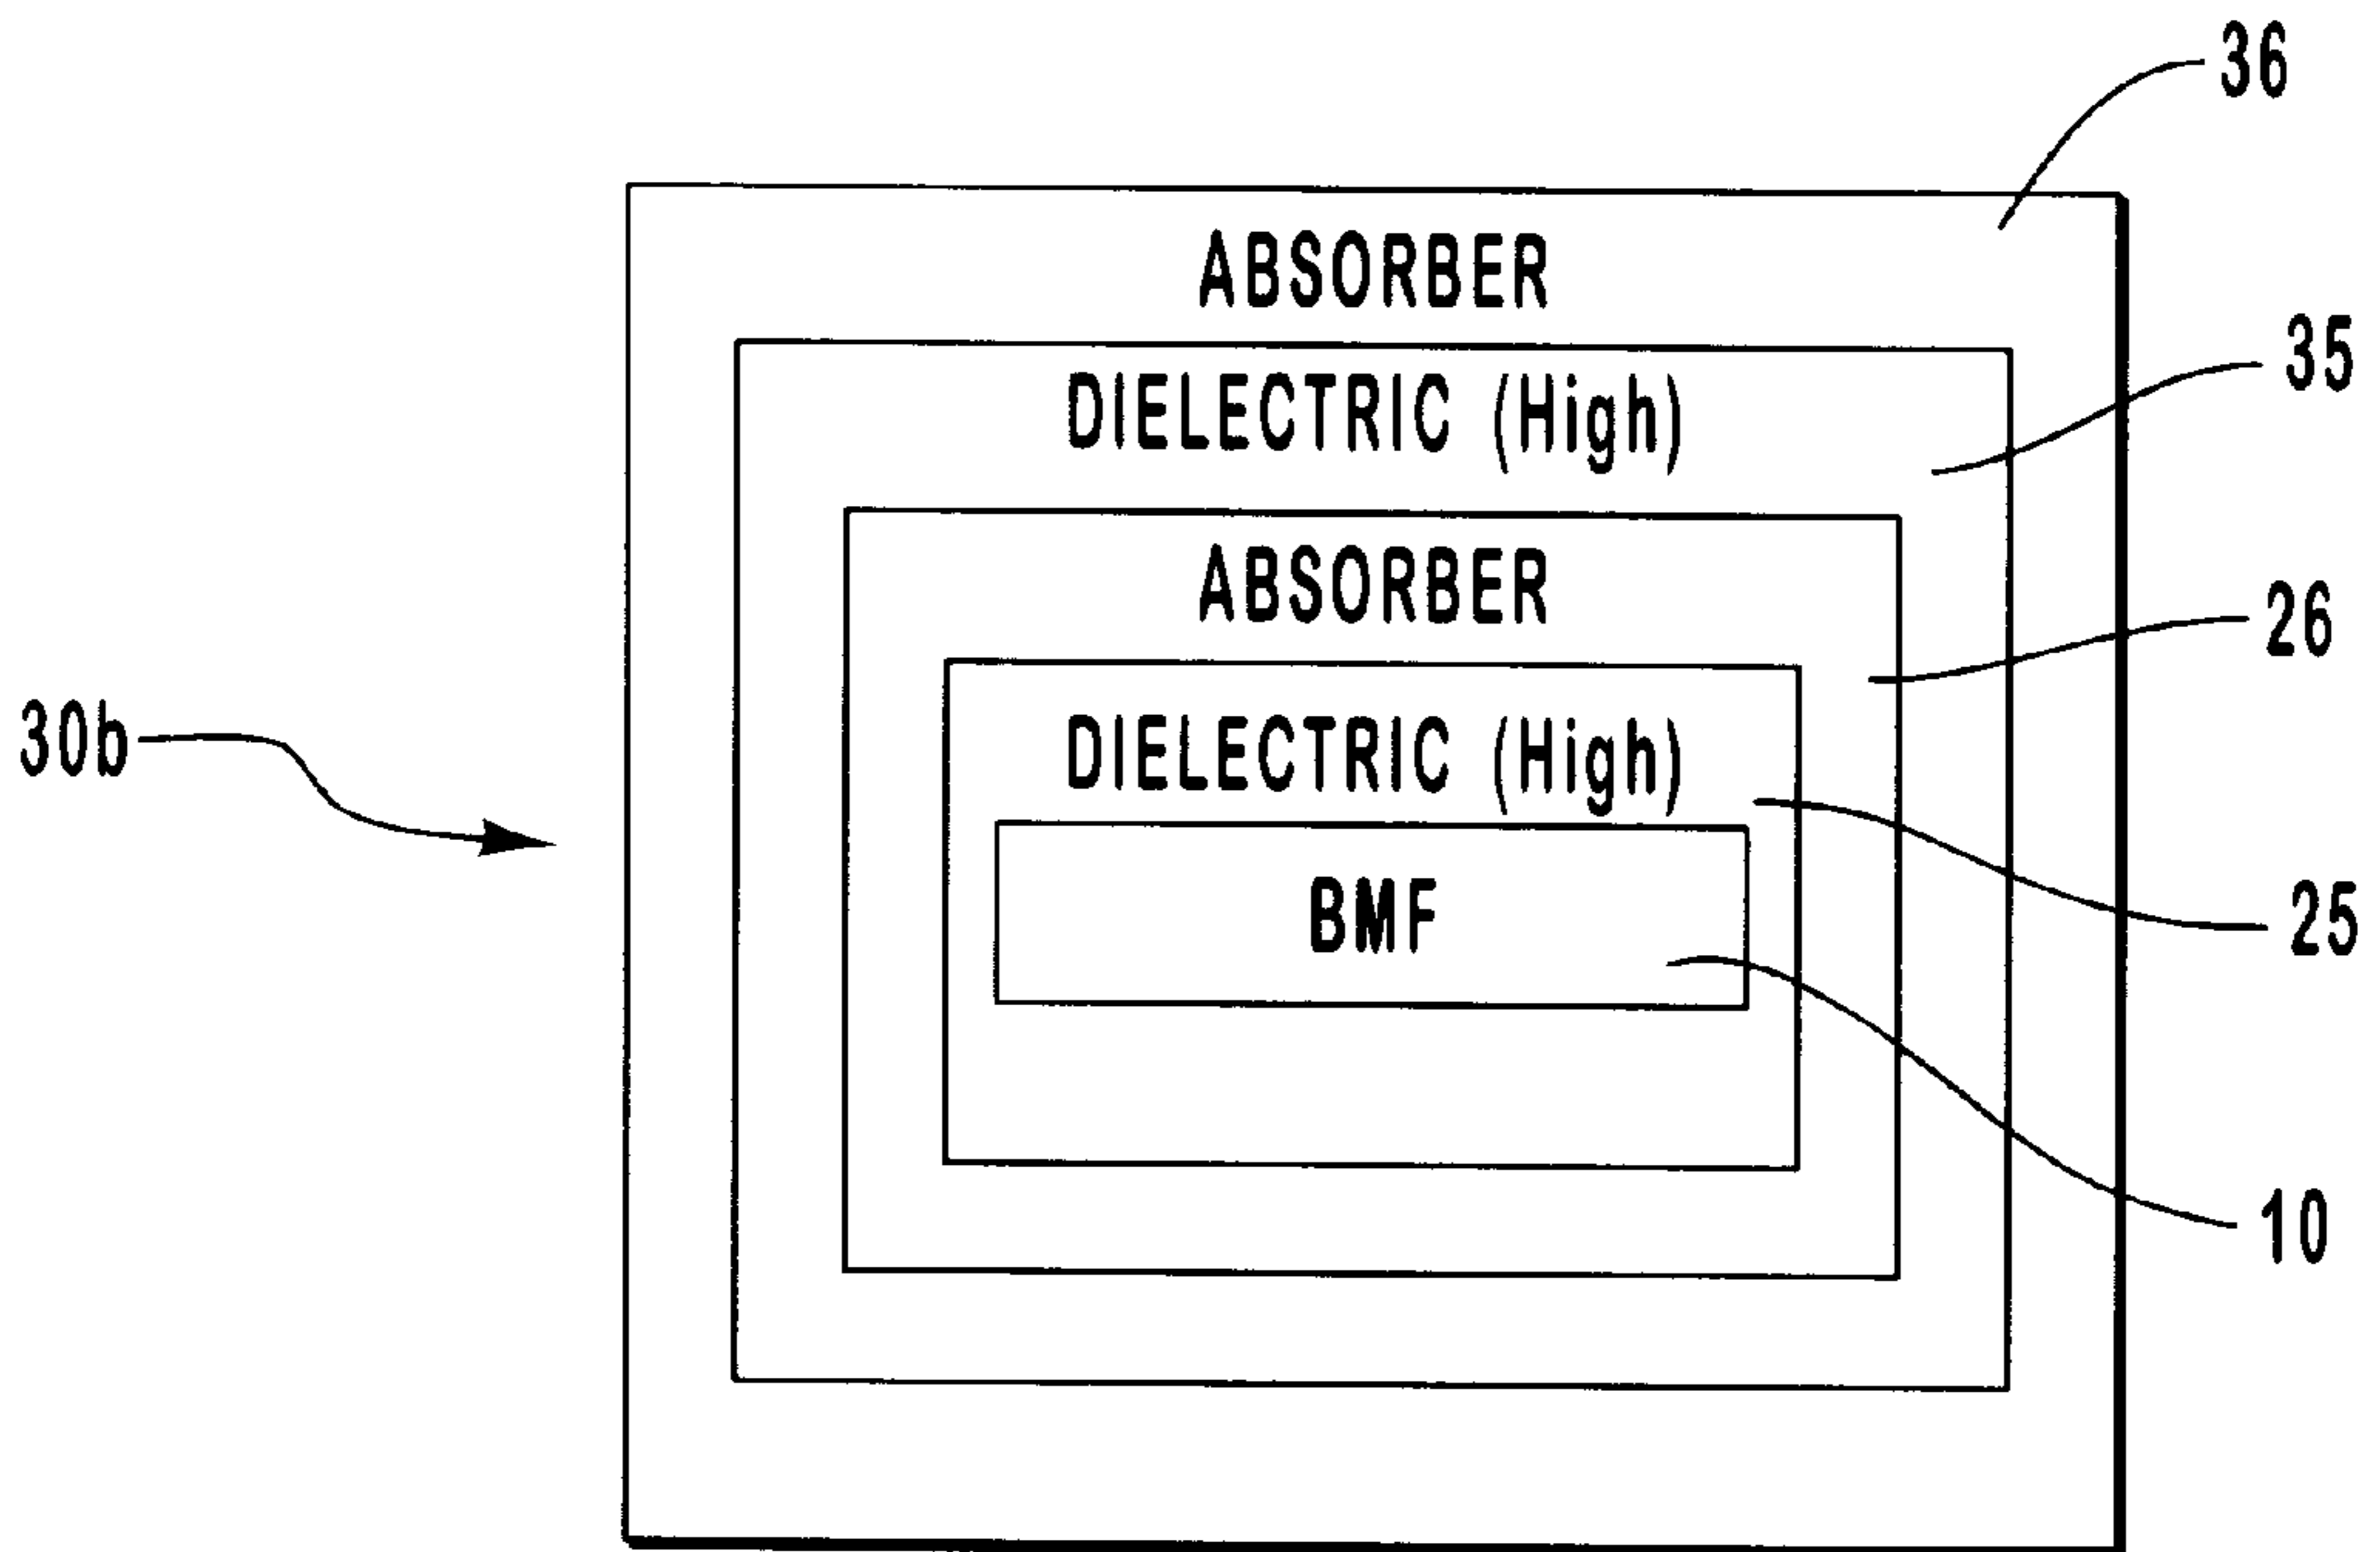 36
ABSORBER
35
DIELECTRIC (High)
ABSORBER
26
30b
DIELECTRIC (High)
25
BMF
10